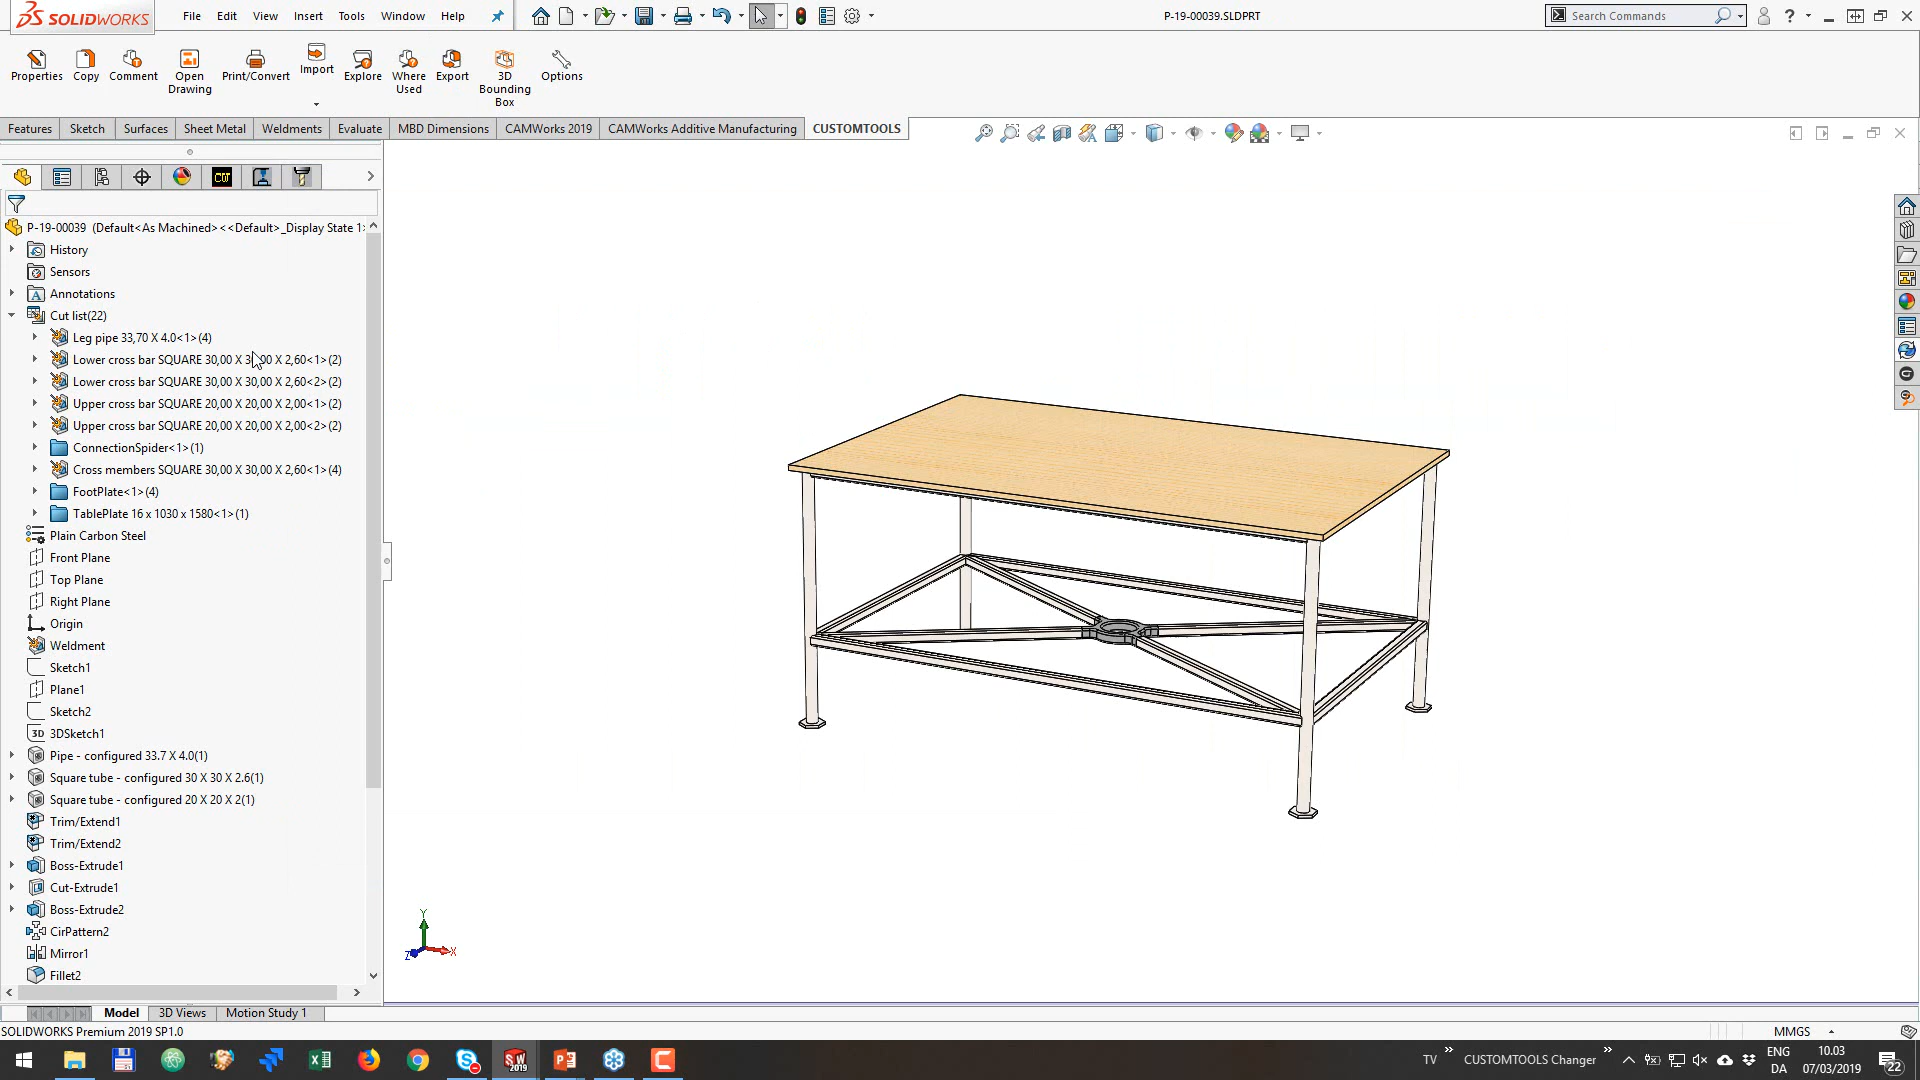 SOLIDWORKS File Edit View Insert Tools Window Help P-19-00039.SLDPRT Search Commands
Properties Copy Comment Open Drawing Print/Convert Import Explore Where Used Export 3D Bounding Box Options
Features Sketch Surfaces Sheet Metal Weldments Evaluate MBD Dimensions CAMWorks 2019 CAMWorks Additive Manufacturing CUSTOMTOOLS
P-19-00039 (Default<As Machined><<Default>_Display State 1>
History
Sensors
Annotations
Cut list(22)
Leg pipe 33,70 X 4.0<1>(4)
Lower cross bar SQUARE 30,00 X 30,00 X 2,60<1>(2)
Lower cross bar SQUARE 30,00 X 30,00 X 2,60<2>(2)
Upper cross bar SQUARE 20,00 X 20,00 X 2,00<1>(2)
Upper cross bar SQUARE 20,00 X 20,00 X 2,00<2>(2)
ConnectionSpider<1>(1)
Cross members SQUARE 30,00 X 30,00 X 2,60<1>(4)
FootPlate<1>(4)
TablePlate 16 x 1030 x 1580<1>(1)
Plain Carbon Steel
Front Plane
Top Plane
Right Plane
Origin
Weldment
Sketch1
Plane1
Sketch2
3D 3DSketch1
Pipe - configured 33.7 X 4.0(1)
Square tube - configured 30 X 30 X 2.6(1)
Square tube - configured 20 X 20 X 2(1)
Trim/Extend1
Trim/Extend2
Boss-Extrude1
Cut-Extrude1
Boss-Extrude2
CirPattern2
Mirror1
Fillet2
Y
Z X
Model 3D Views Motion Study 1
SOLIDWORKS Premium 2019 SP1.0 MMGS
TV CUSTOMTOOLS Changer ENG 10.03
DA 07/03/2019 22